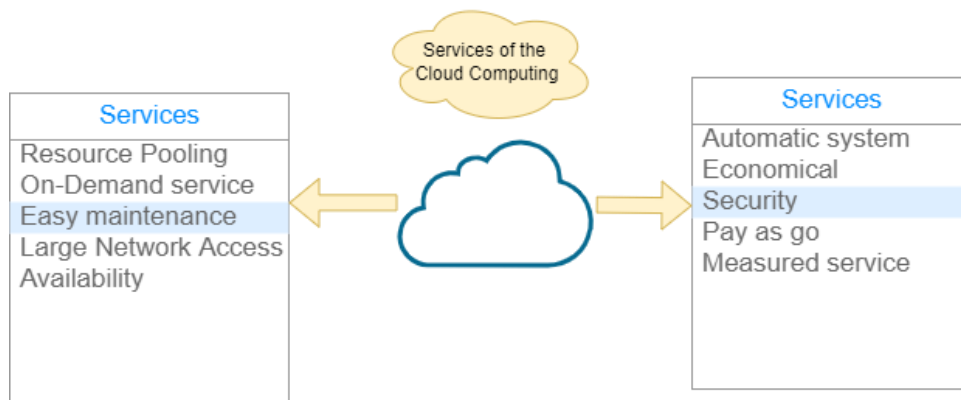 Services of the
Cloud Computing
Services
Resource Pooling
On-Demand service
Easy maintenance
Large Network Access
Availability
Services
Automatic system
Economical
Security
Pay as go
Measured service